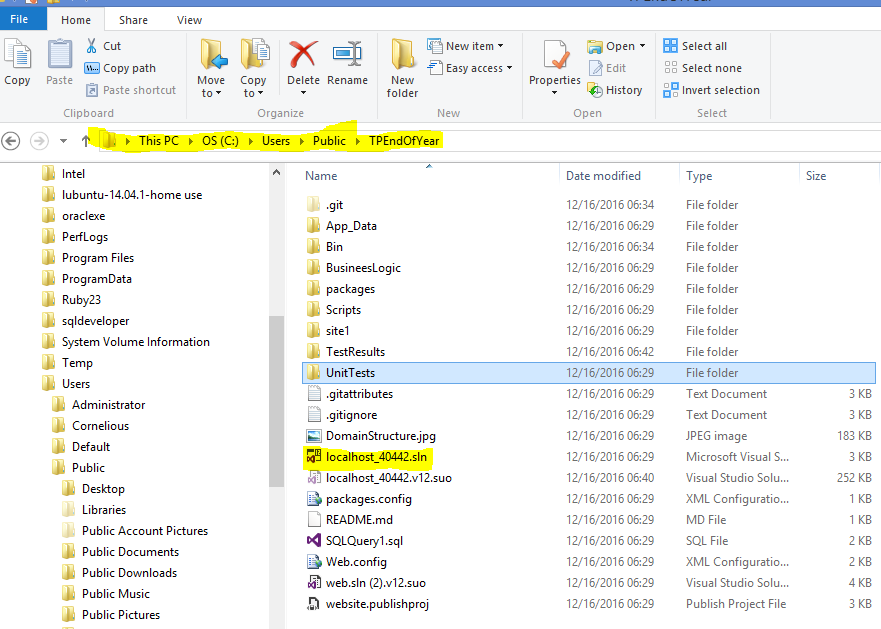 File Home Share View
Cut
Copy path
Paste shortcut
Copy Paste
Clipboard
Move to Copy to Delete Rename
Organize
New item
Easy access
New folder
New
Open
Edit
History
Properties
Open
Select all
Select none
Invert selection
Select
This PC OS (C:) Users Public TPEndOfYear
Intel
lubuntu-14.04.1-home use
oraclexe
PerfLogs
Program Files
ProgramData
Ruby23
sqldeveloper
System Volume Information
Temp
Users
Administrator
Cornelious
Default
Public
Desktop
Libraries
Public Account Pictures
Public Documents
Public Downloads
Public Music
Public Pictures
Name Date modified Type Size
.git 12/16/2016 06:34 File folder
App_Data 12/16/2016 06:29 File folder
Bin 12/16/2016 06:34 File folder
BusineesLogic 12/16/2016 06:29 File folder
packages 12/16/2016 06:29 File folder
Scripts 12/16/2016 06:29 File folder
site1 12/16/2016 06:29 File folder
TestResults 12/16/2016 06:42 File folder
UnitTests 12/16/2016 06:29 File folder
.gitattributes 12/16/2016 06:29 Text Document 3 KB
.gitignore 12/16/2016 06:29 Text Document 3 KB
DomainStructure.jpg 12/16/2016 06:29 JPEG image 183 KB
localhost_40442.sln 12/16/2016 06:29 Microsoft Visual S... 3 KB
localhost_40442.v12.suo 12/16/2016 06:40 Visual Studio Solu... 252 KB
packages.config 12/16/2016 06:29 XML Configuratio... 1 KB
README.md 12/16/2016 06:29 MD File 1 KB
SQLQuery1.sql 12/16/2016 06:29 SQL File 2 KB
Web.config 12/16/2016 06:29 XML Configuratio... 2 KB
web.sln (2).v12.suo 12/16/2016 06:29 Visual Studio Solu... 4 KB
website.publishproj 12/16/2016 06:29 Publish Project File 3 KB